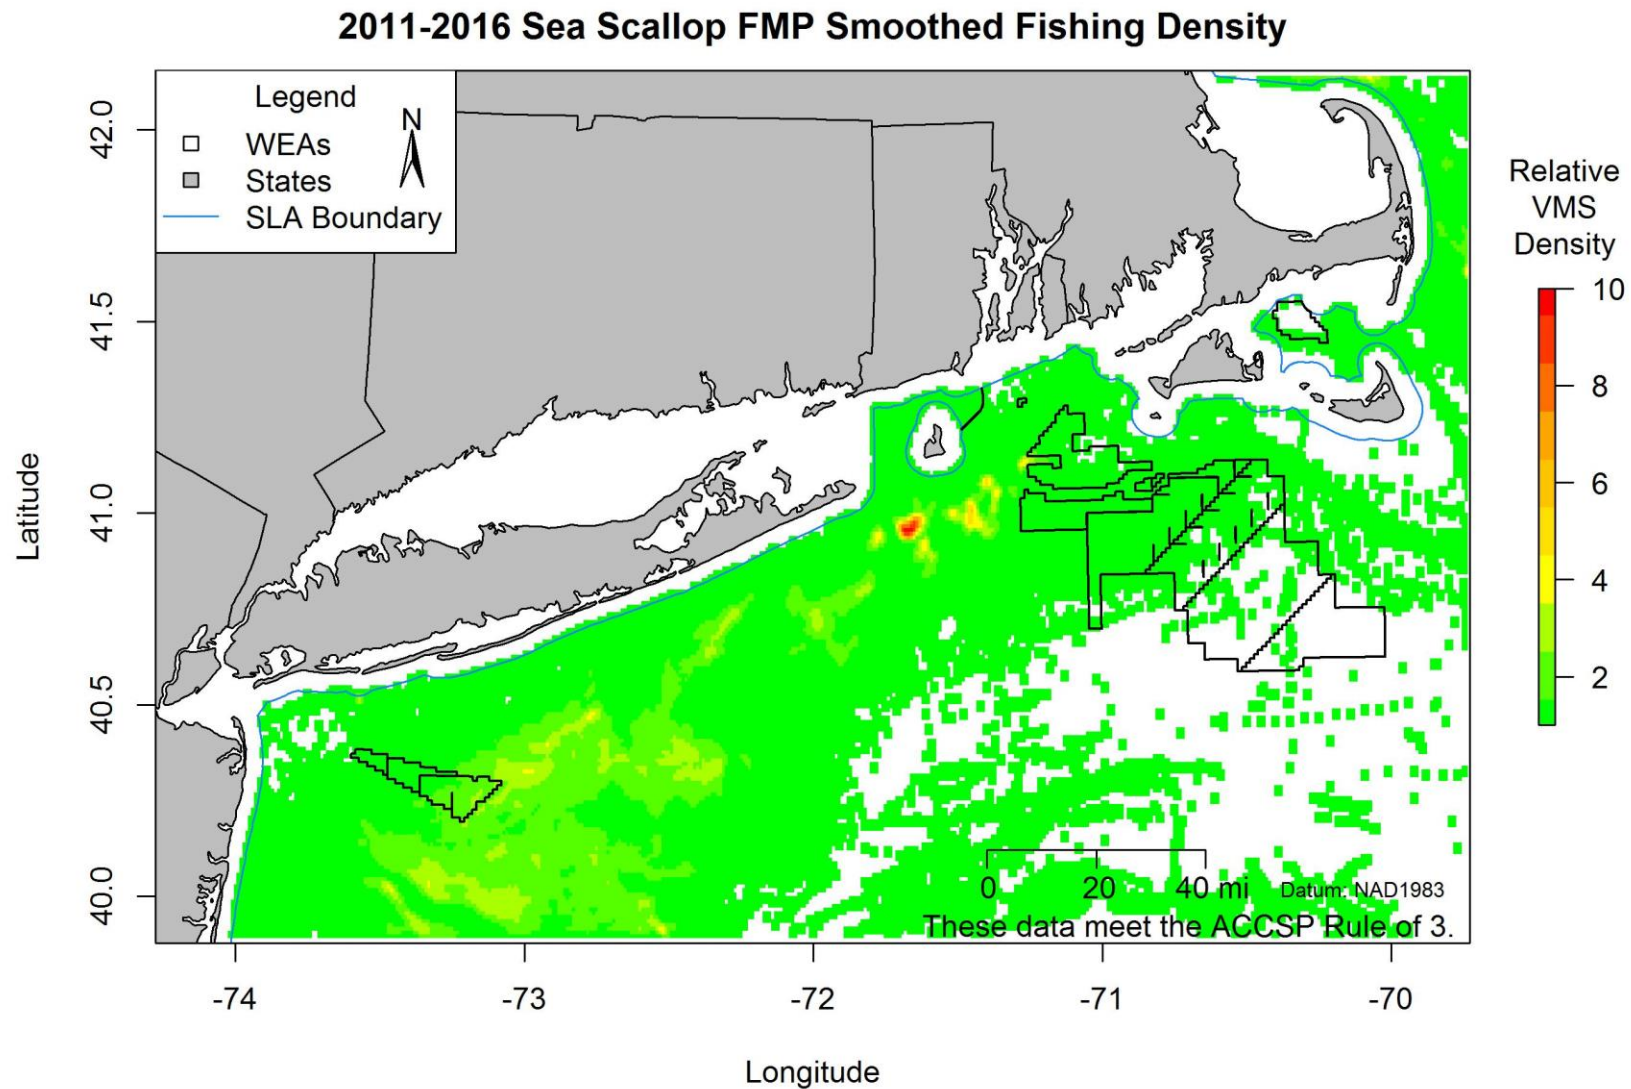 2011-2016 Sea Scallop FMP Smoothed Fishing Density
Legend
N
WEAs
States
SLA Boundary
Relative
VMS
Density
10
8
6
4
2
Latitude
42.0
41.5
41.0
40.5
40.0
0 20 40 mi
Datum: NAD1983
These data meet the ACCSP Rule of 3.
-74 -73 -72 -71 -70
Longitude